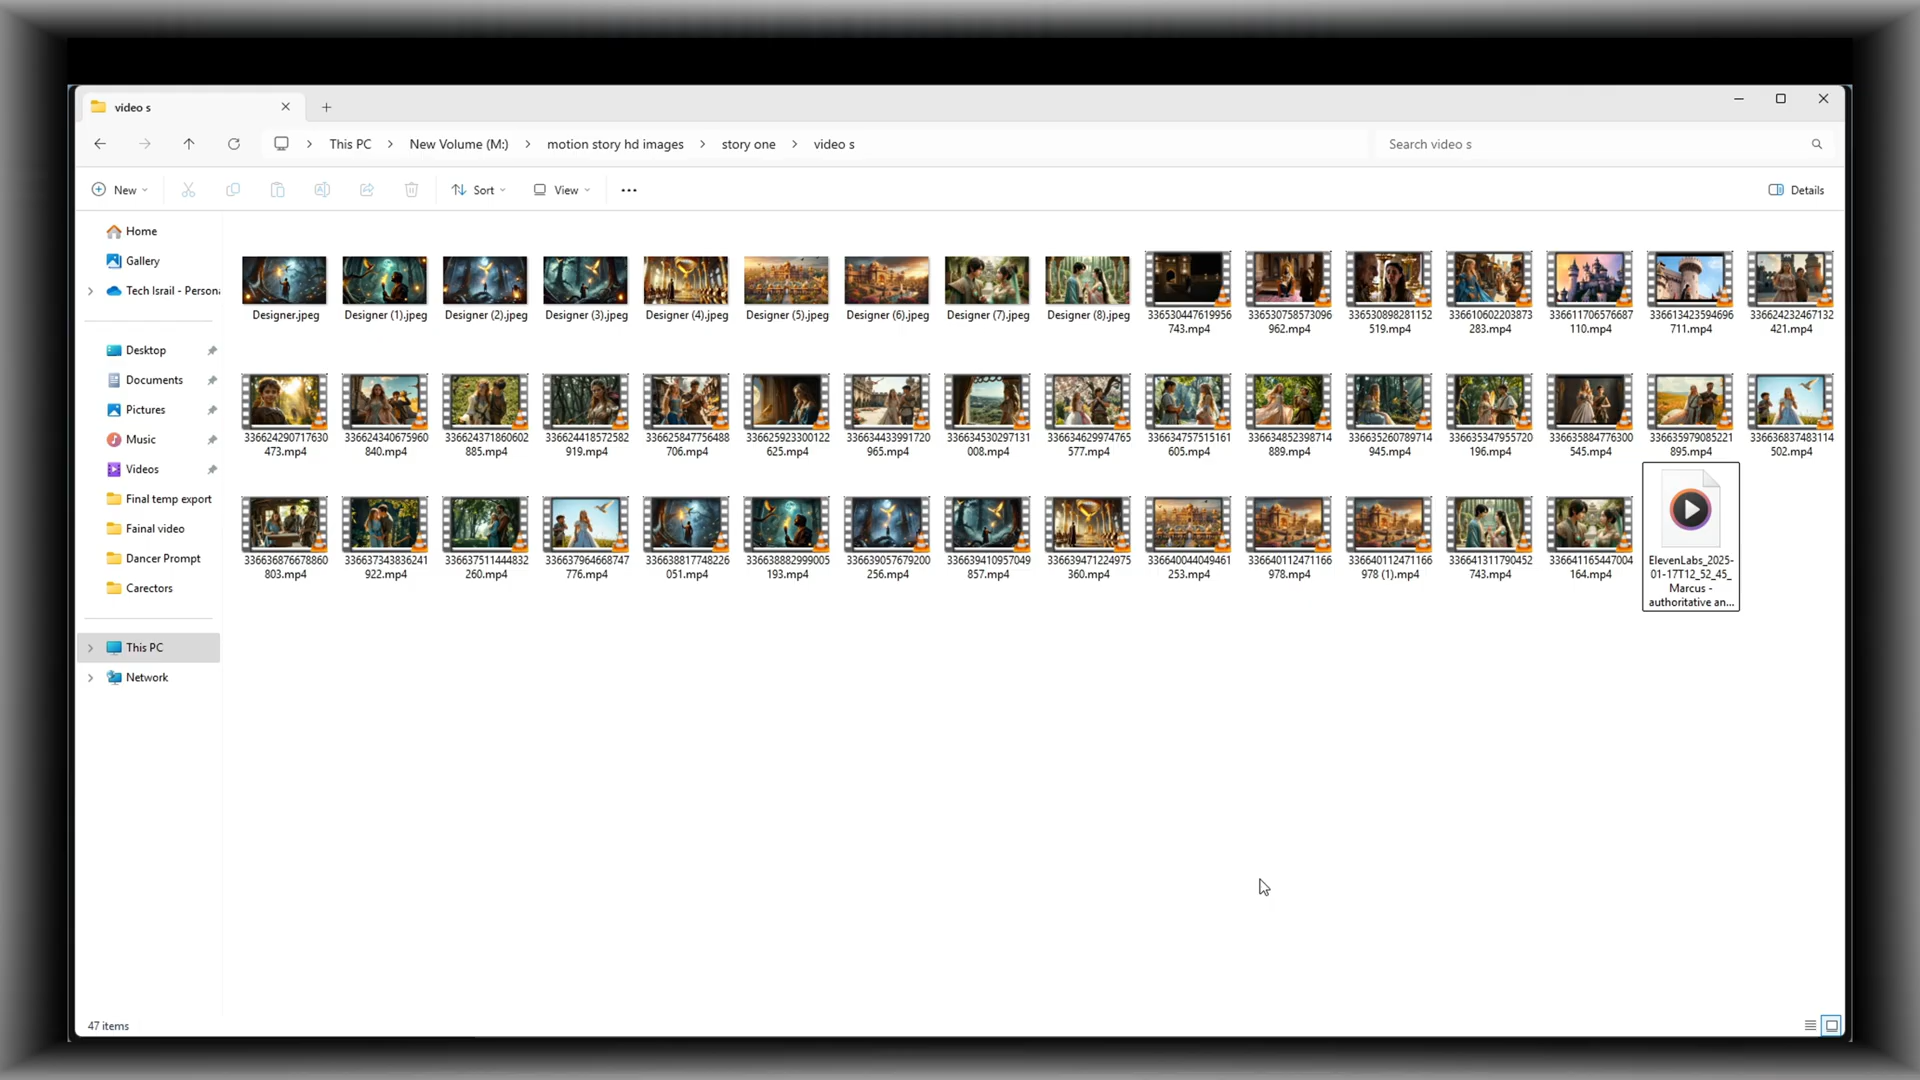 video s
This PC
New Volume (M:)
motion story hd images
story one
video s
Search video s
New
Sort
View
Details
Home
Gallery
Tech Israil - Persona
Desktop
Documents
Pictures
Music
Videos
Final temp export
Fainal video
Dancer Prompt
Carectors
This PC
Network
Designer.jpeg
Designer (1).jpeg
Designer (2).jpeg
Designer (3).jpeg
Designer (4).jpeg
Designer (5).jpeg
Designer (6).jpeg
Designer (7).jpeg
Designer (8).jpeg
336530447619956
743.mp4
336530758573096
962.mp4
336530898281152
519.mp4
336610602203873
283.mp4
336611706576687
110.mp4
336613423594696
711.mp4
336624232467132
421.mp4
336624290717630
473.mp4
336624340675960
840.mp4
336624371860602
885.mp4
336624418572582
919.mp4
336625847756488
706.mp4
336625923300122
625.mp4
336634433991720
965.mp4
336634530297131
008.mp4
336634629974765
577.mp4
336634757515161
605.mp4
336634852398714
889.mp4
336635260789714
945.mp4
336635347955720
196.mp4
336635884776300
545.mp4
336635979085221
895.mp4
336636837483114
502.mp4
336636876678860
803.mp4
336637343836241
922.mp4
336637511444832
260.mp4
336637964668747
776.mp4
336638817748226
051.mp4
336638882999005
193.mp4
336639057679200
256.mp4
336639410957049
857.mp4
336639471224975
360.mp4
336640044049461
253.mp4
336640112471166
978.mp4
336640112471166
978 (1).mp4
336641311790452
743.mp4
336641165447004
164.mp4
ElevenLabs_2025-
01-17T12_52_45_
Marcus -
authoritative an...
47 items